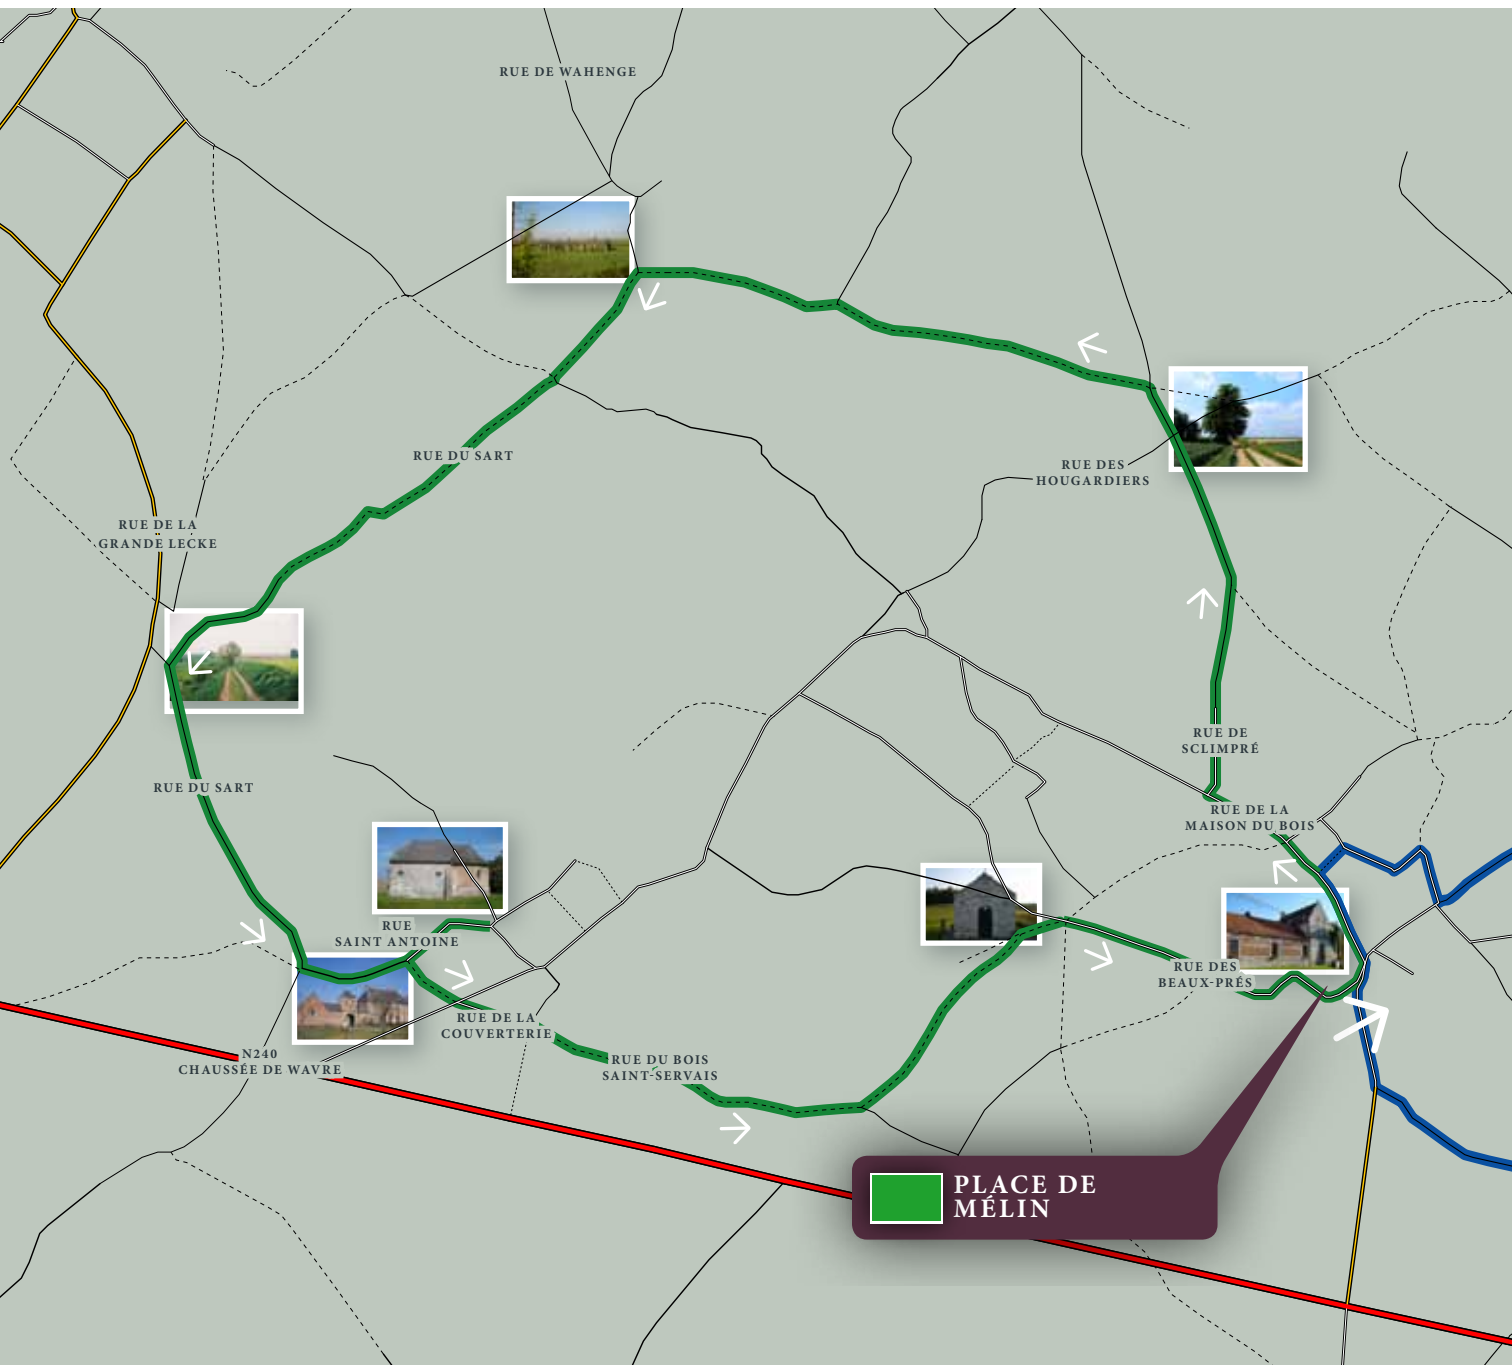 RUE DE WAHENGE
RUE DU SART
RUE DES
HOUGARDIERS
RUE DE LA
GRANDE LECKE
RUE DE
SCLIMPRÉ
RUE DU SART
RUE DE LA
MAISON DU BOIS
RUE
SAINT ANTOINE
RUE DES
BEAUX-PRÉS
RUE DE LA
COUVERTERIE
N240
CHAUSSÉE DE WAVRE
RUE DU BOIS
SAINT-SERVAIS
PLACE DE
MÉLIN